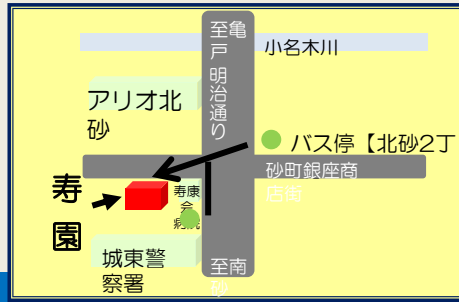 至亀
戸
明治通り
小名木川
アリオ北
砂
バス停【北砂2丁
砂町銀座商
店街
寿
園
寿康
会
病院
城東警
察署
至南
砂